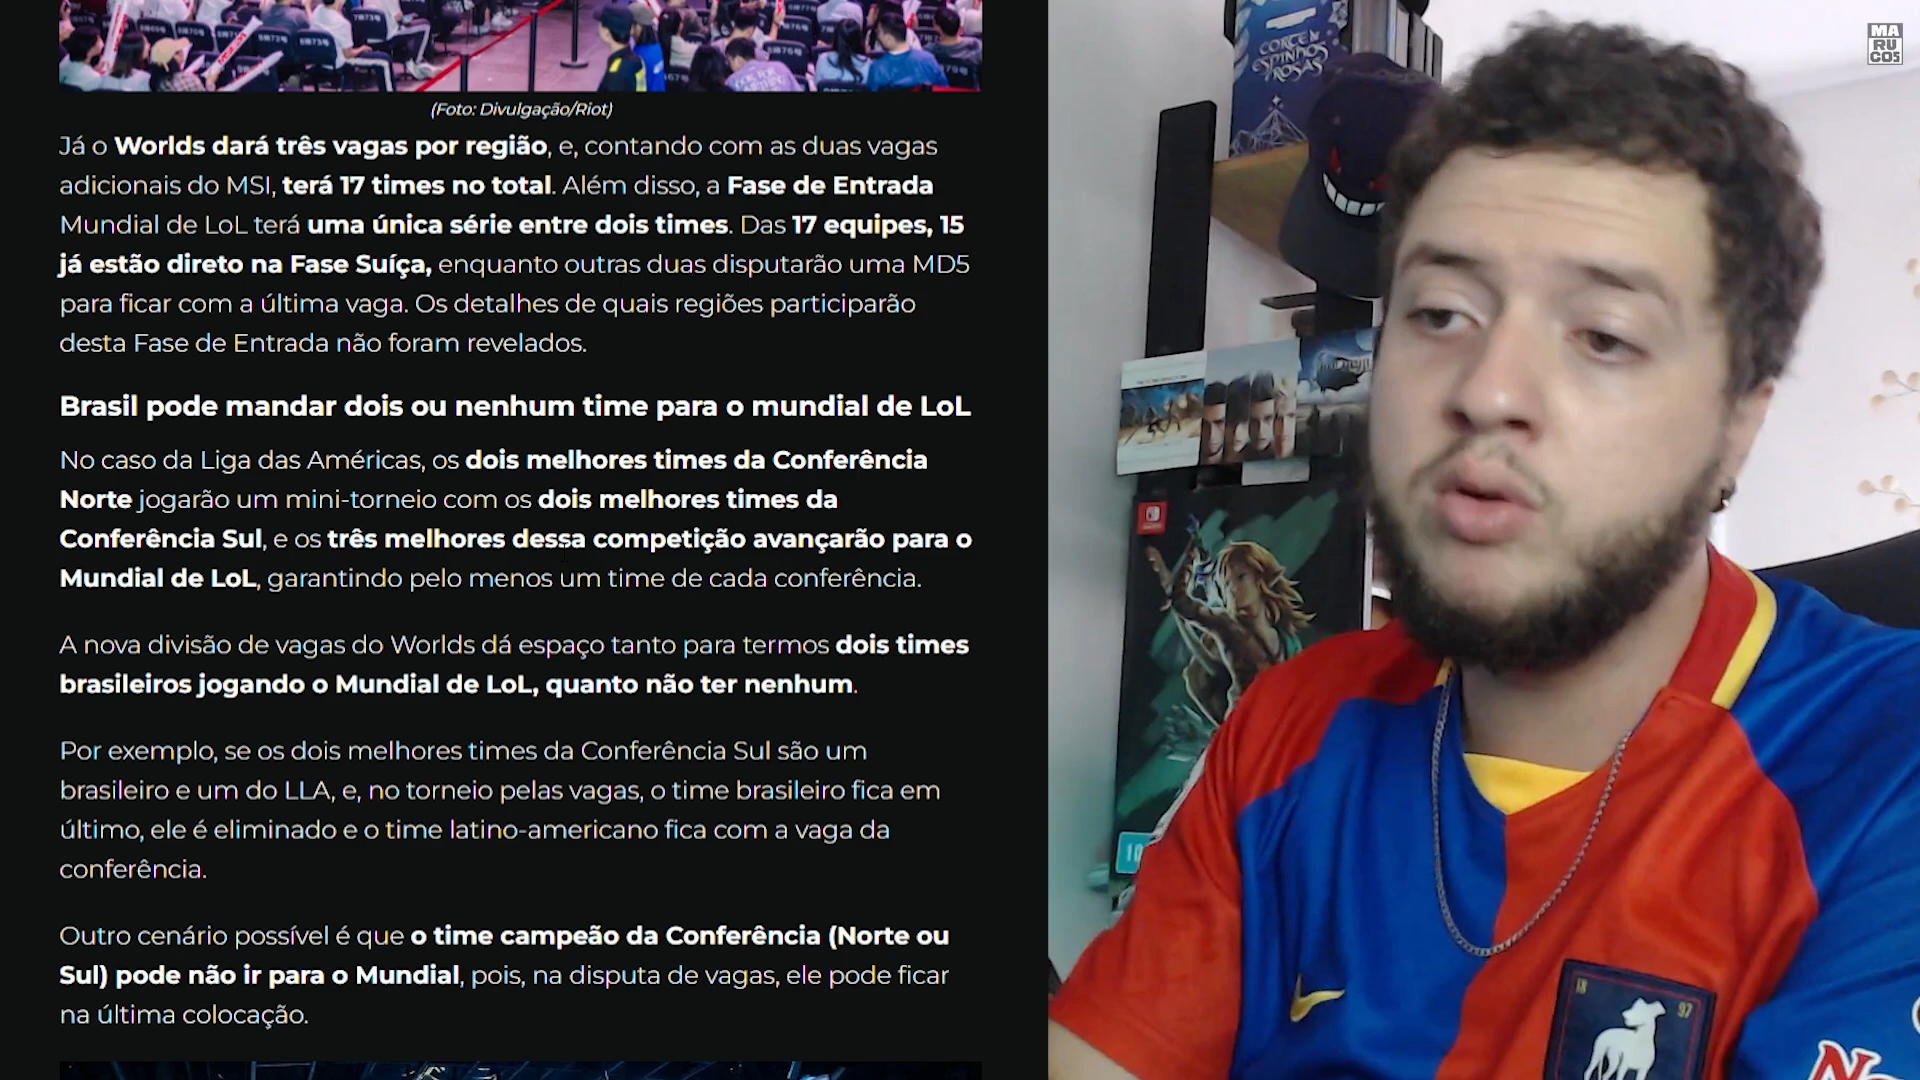 (Foto: Divulgação/Riot)
Já o Worlds dará três vagas por região, e, contando com as duas vagas
adicionais do MSI, terá 17 times no total. Além disso, a Fase de Entrada
Mundial de LoL terá uma única série entre dois times. Das 17 equipes, 15
já estão direto na Fase Suíça, enquanto outras duas disputarão uma MD5
para ficar com a última vaga. Os detalhes de quais regiões participarão
desta Fase de Entrada não foram revelados.
Brasil pode mandar dois ou nenhum time para o mundial de LoL
No caso da Liga das Américas, os dois melhores times da Conferência
Norte jogarão um mini-torneio com os dois melhores times da
Conferência Sul, e os três melhores dessa competição avançarão para o
Mundial de LoL, garantindo pelo menos um time de cada conferência.
A nova divisão de vagas do Worlds dá espaço tanto para termos dois times
brasileiros jogando o Mundial de LoL, quanto não ter nenhum.
Por exemplo, se os dois melhores times da Conferência Sul são um
brasileiro e um do LLA, e, no torneio pelas vagas, o time brasileiro fica em
último, ele é eliminado e o time latino-americano fica com a vaga da
conferência.
Outro cenário possível é que o time campeão da Conferência (Norte ou
Sul) pode não ir para o Mundial, pois, na disputa de vagas, ele pode ficar
na última colocação.
MA
RU
COS
CORTE
ESPINHOS
ROSAS
18
97